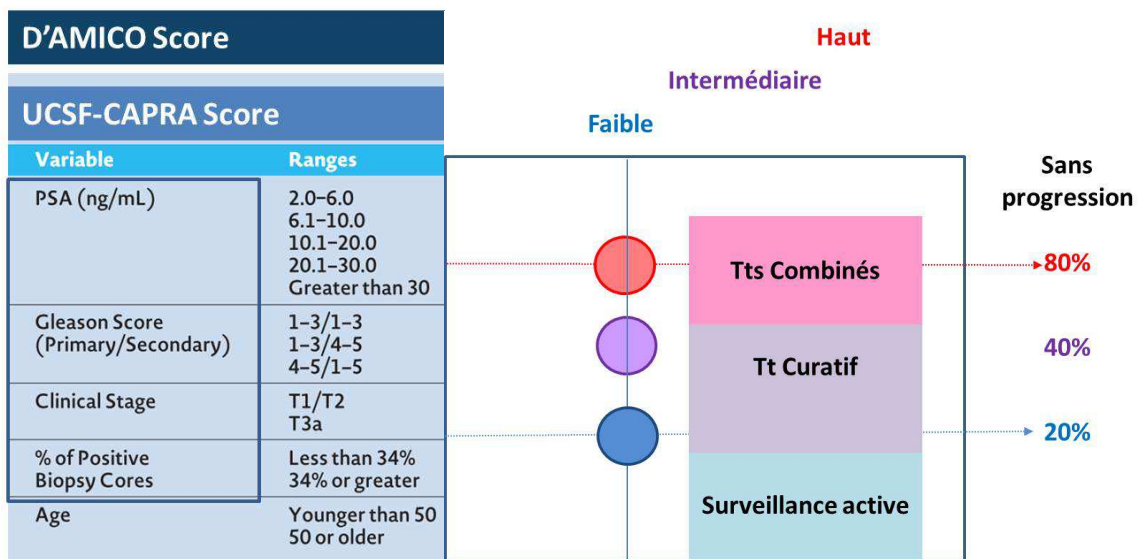 D'AMICO Score
UCSF-CAPRA Score
Variable Ranges
PSA (ng/mL) 2.0–6.0
6.1–10.0
10.1–20.0
20.1–30.0
Greater than 30
Gleason Score 1–3/1–3
(Primary/Secondary) 1–3/4–5
4–5/1–5
Clinical Stage T1/T2
T3a
% of Positive Less than 34%
Biopsy Cores 34% or greater
Age Younger than 50
50 or older
Haut
Intermédiaire
Faible
Tts Combinés
Tt Curatif
Surveillance active
Sans
progression
80%
40%
20%